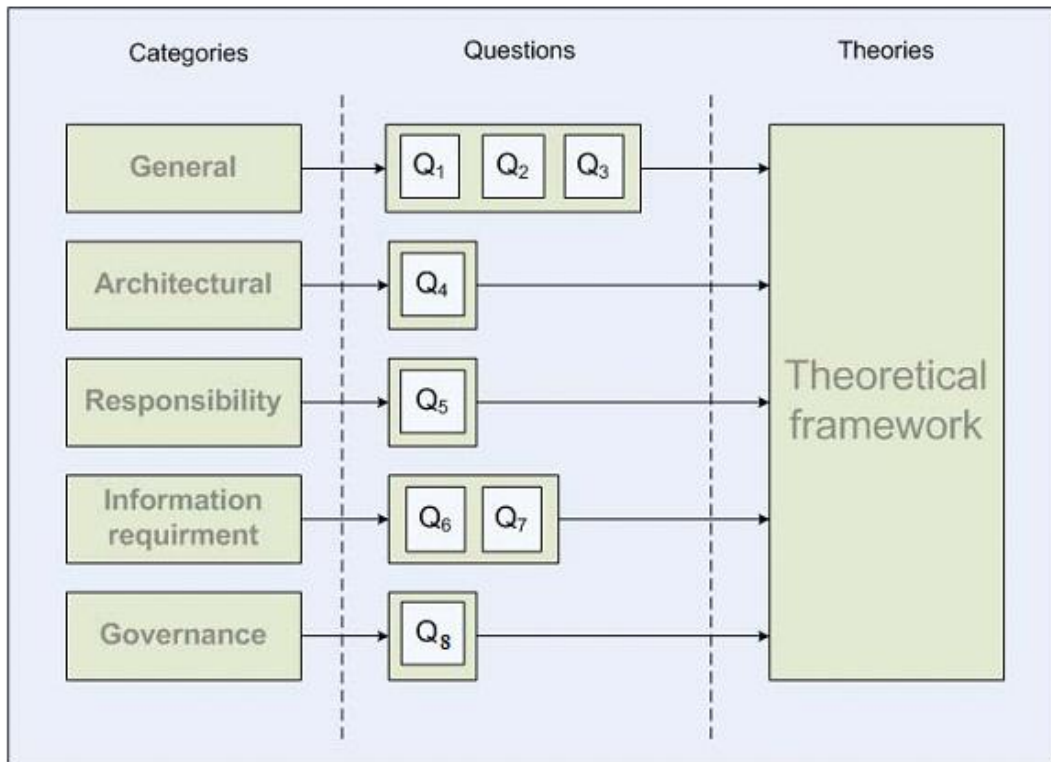 Categories Questions Theories
General Q₁ Q₂ Q₃
Architectural Q₄
Responsibility Q₅
Theoretical
framework
Information
requirment Q₆ Q₇
Governance Q₈